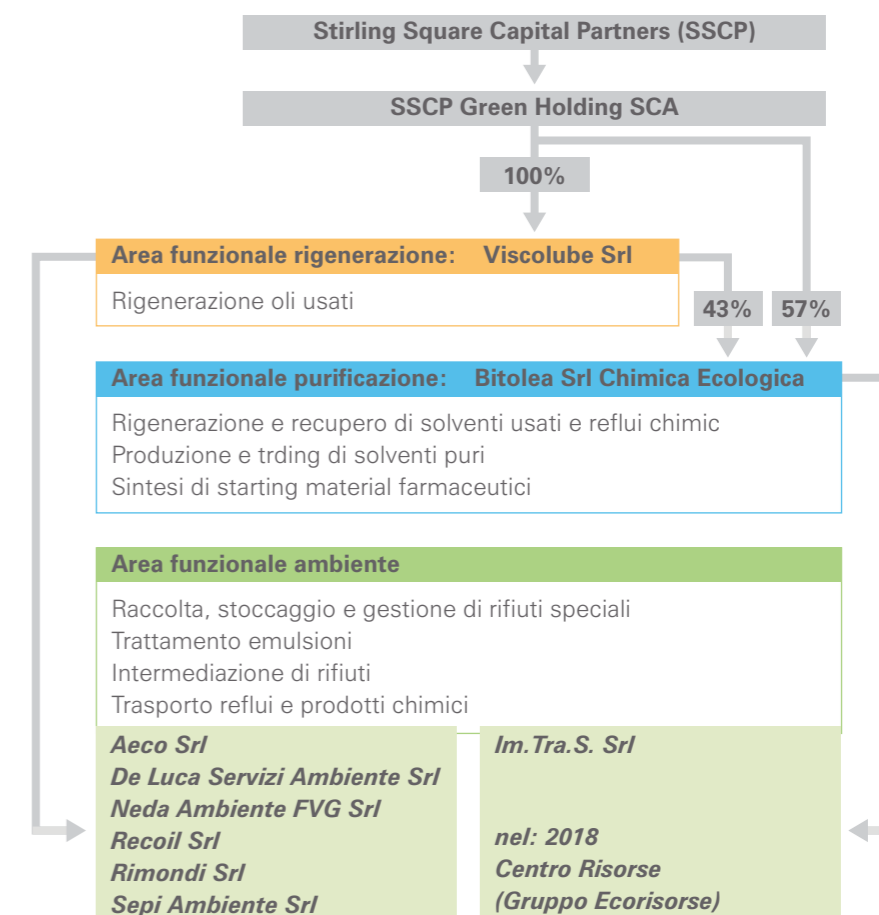 Stirling Square Capital Partners (SSCP)
SSCP Green Holding SCA
100%
Area funzionale rigenerazione: Viscolube Srl
Rigenerazione oli usati
43% 57%
Area funzionale purificazione: Bitolea Srl Chimica Ecologica
Rigenerazione e recupero di solventi usati e reflui chimic
Produzione e trding di solventi puri
Sintesi di starting material farmaceutici
Area funzionale ambiente
Raccolta, stoccaggio e gestione di rifiuti speciali
Trattamento emulsioni
Intermediazione di rifiuti
Trasporto reflui e prodotti chimici
Aeco Srl
De Luca Servizi Ambiente Srl
Neda Ambiente FVG Srl
Recoil Srl
Rimondi Srl
Sepi Ambiente Srl
Im.Tra.S. Srl
nel: 2018
Centro Risorse
(Gruppo Ecorisorse)